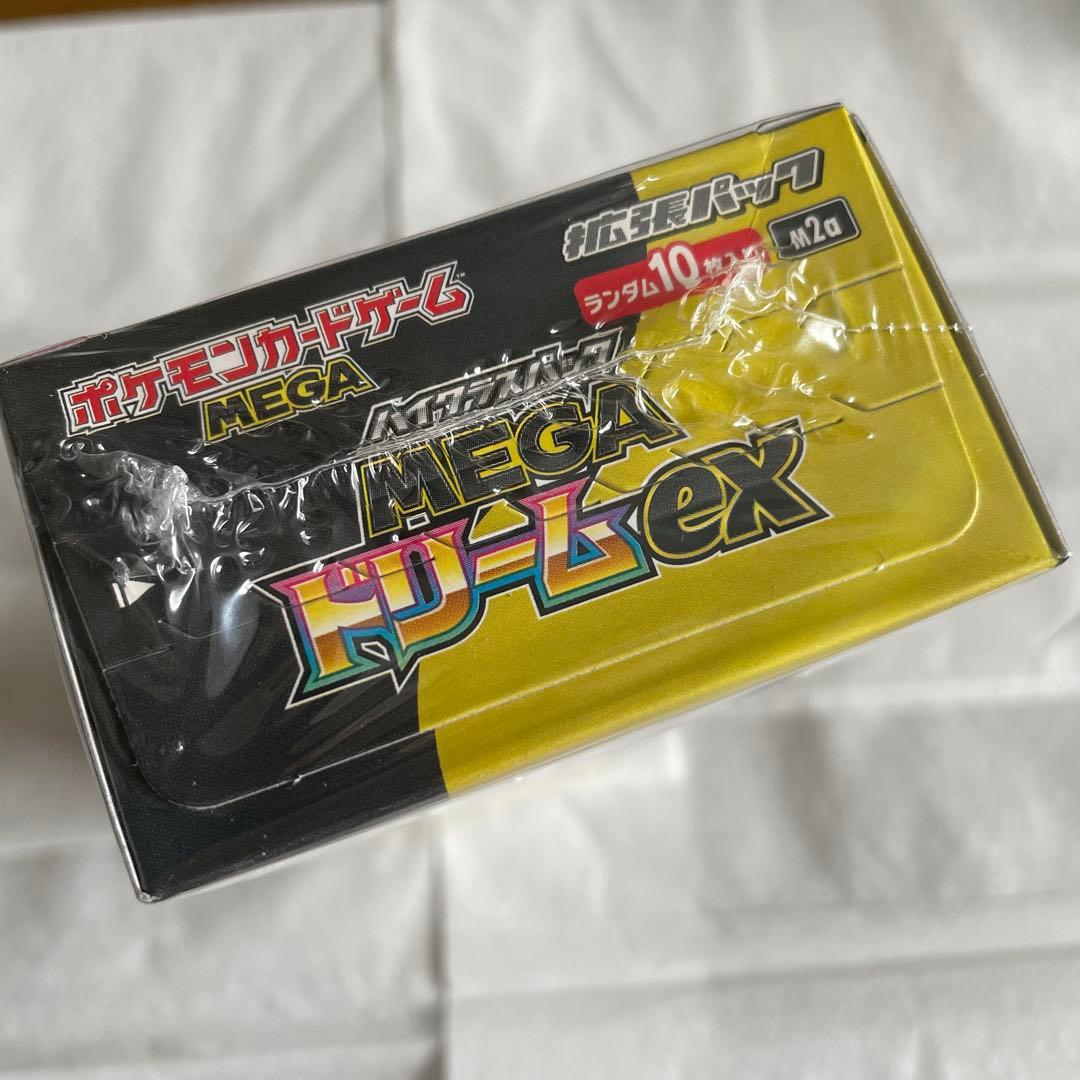 拡張パック
ランダム10枚入り M2a
ポケモンカードゲーム™
MEGA
ハイクラスパック
MEGA
ドリームex